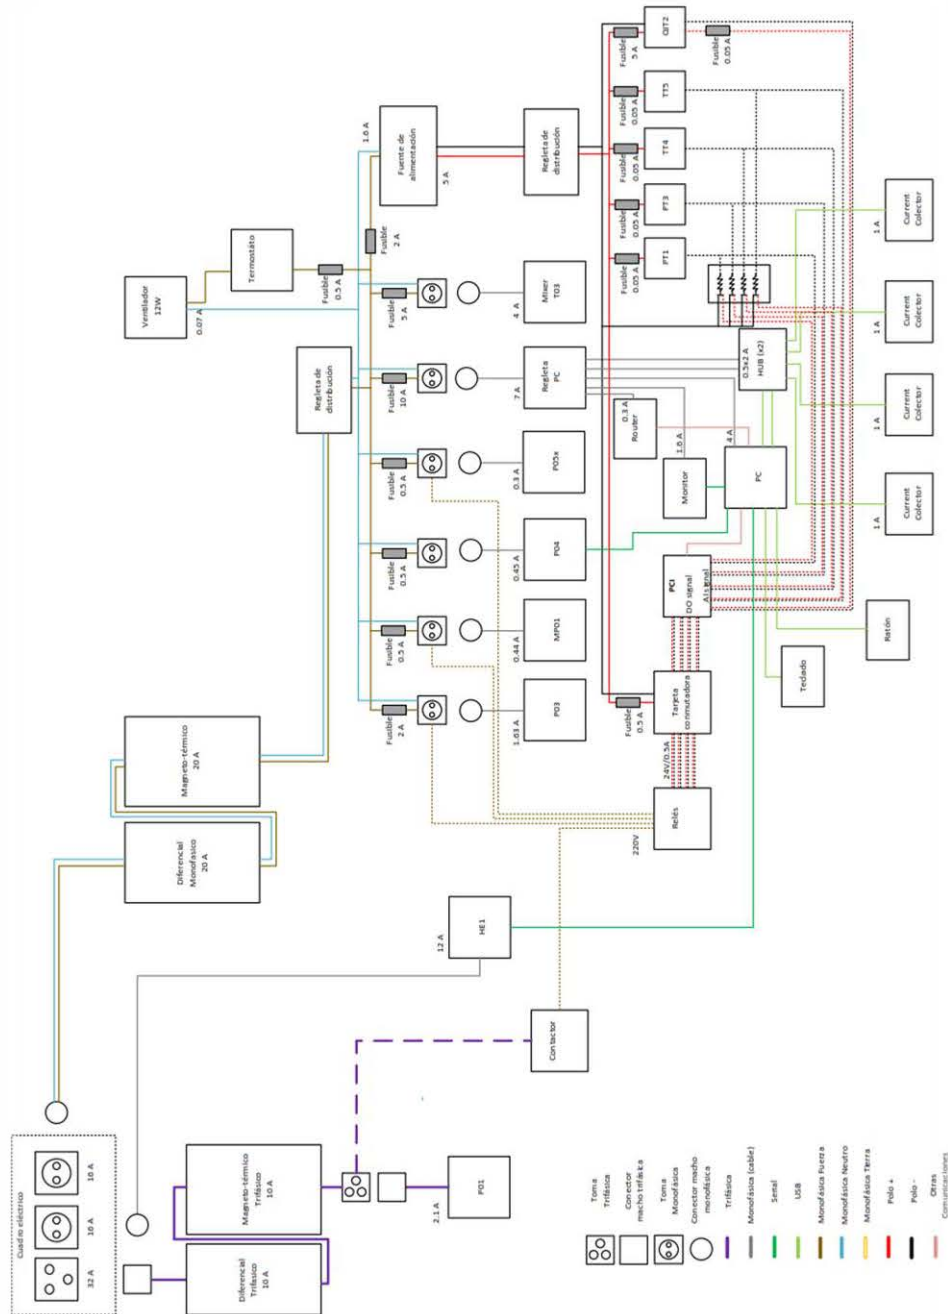 Cuadro eléctrico
32 A
16 A
16 A
Diferencial
Trifásico
10 A
Magneto-térmico
Trifásico
10 A
2.1 A
P01
Contactor
12 A
HE1
Diferencial
Monofasico
20 A
Magneto-térmico
20 A
Regleta de
distribución
Ventilador
12W
0.07 A
Termostáto
Fusible
0.5 A
Fusible
2 A
1.6 A
Fuente de
alimentación
5 A
Regleta de
distribución
Fusible
2 A
Fusible
0.5 A
Fusible
0.5 A
Fusible
0.5 A
Fusible
10 A
Fusible
5 A
1.63 A
P03
0.44 A
MP01
0.45 A
P04
0.3 A
P05x
7 A
Regleta
PC
4 A
Mixer
T03
220V
Relés
24V/0.5A
Tarjeta
conmutadora
Fusible
0.5 A
PCI
DO signal
AI signal
1.6 A
Monitor
0.3 A
Router
4 A
PC
0.5x2 A
HUB (x2)
Fusible
0.05 A
PT1
Fusible
0.05 A
PT3
Fusible
0.05 A
TT4
Fusible
0.05 A
TT5
Fusible
5 A
O/T2
Fusible
0.05 A
Teclado
Ratón
1 A
Current
Colector
1 A
Current
Colector
1 A
Current
Colector
1 A
Current
Colector
Toma
Trifásica
Conector
macho trifásica
Toma
Monofásica
Conector macho
monofásica
Trifásica
Monofásica (cable)
Serial
USB
Monofásica Fuerza
Monofásica Neutro
Monofásica Tierra
Polo +
Polo -
Otras
Comunicaciones